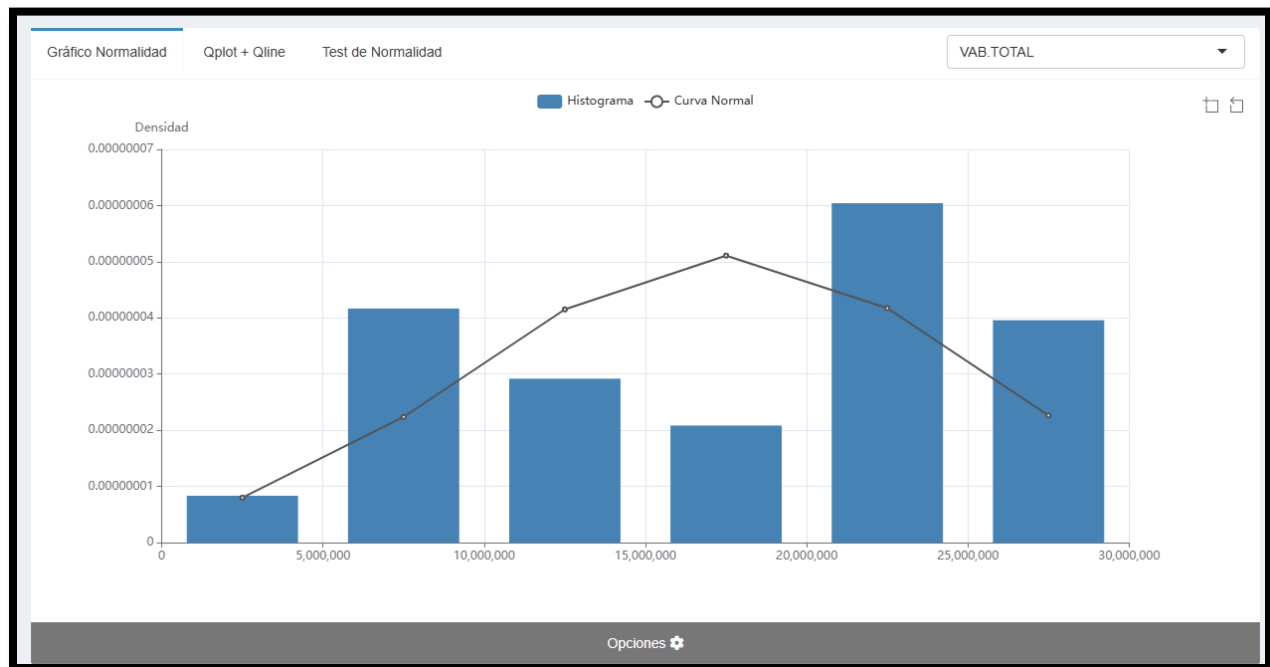 Gráfico Normalidad Qplot + Qline Test de Normalidad VAB.TOTAL
Histograma Curva Normal
Densidad
0.00000007
0.00000006
0.00000005
0.00000004
0.00000003
0.00000002
0.00000001
0
0 5,000,000 10,000,000 15,000,000 20,000,000 25,000,000 30,000,000
Opciones